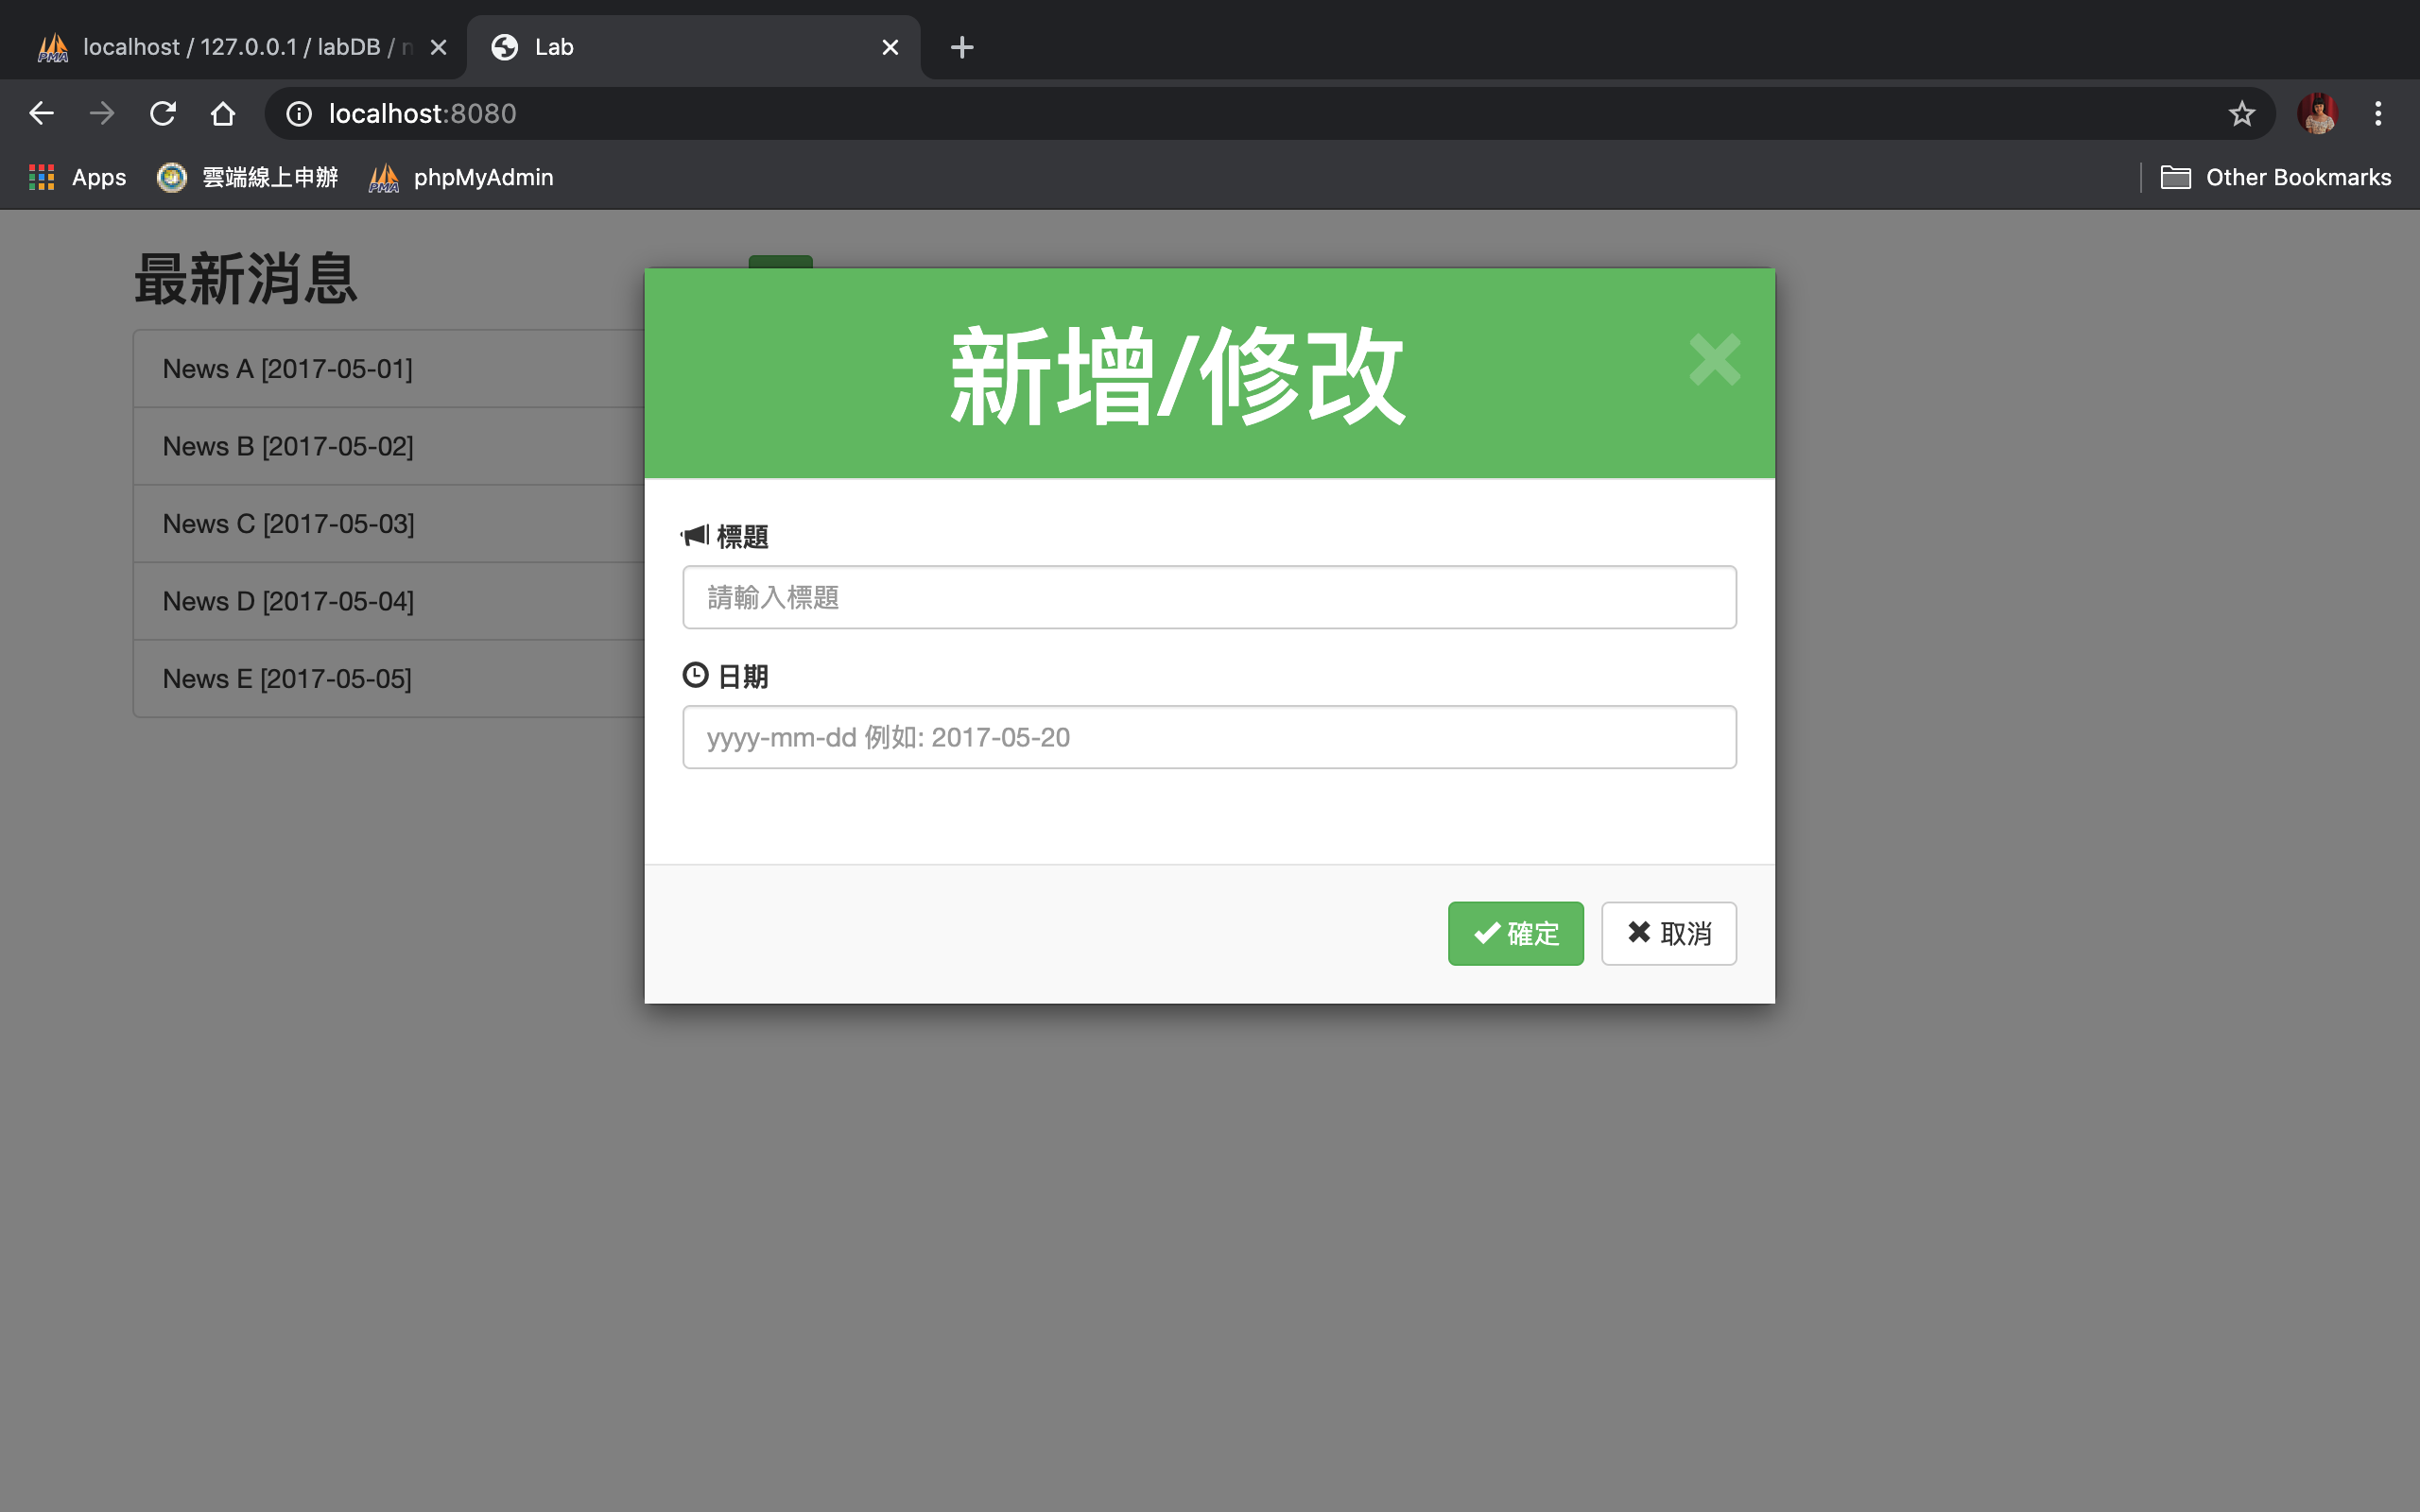 localhost / 127.0.0.1 / labDB /
Lab
localhost:8080
Apps
雲端線上申辦
PMA phpMyAdmin
Other Bookmarks
最新消息
News A [2017-05-01]
News B [2017-05-02]
News C [2017-05-03]
News D [2017-05-04]
News E [2017-05-05]
新增/修改
標題
請輸入標題
日期
yyyy-mm-dd 例如: 2017-05-20
確定
取消